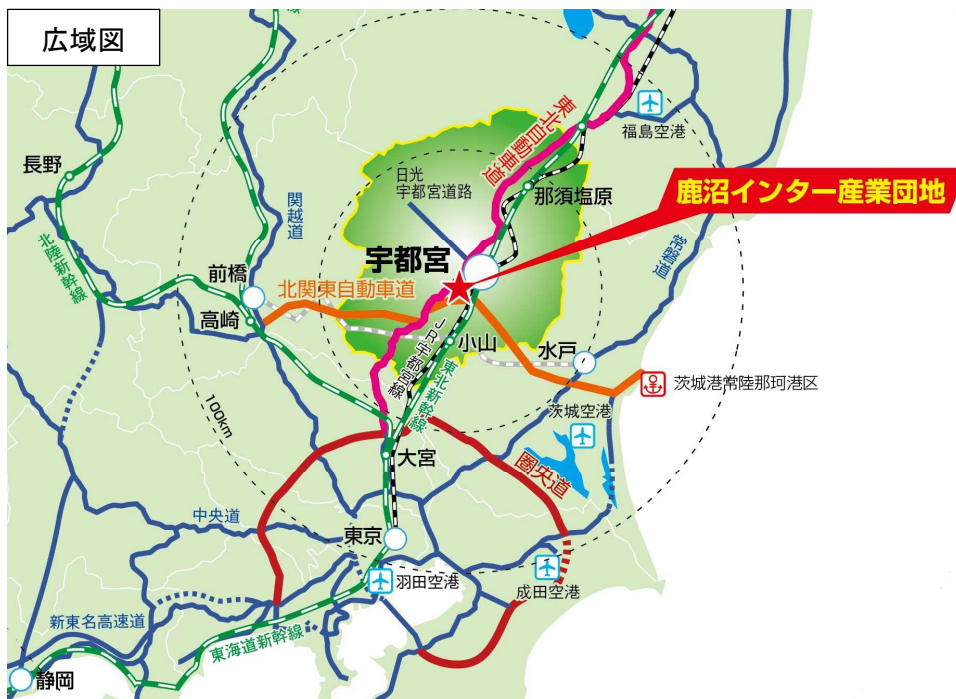 広域図
東北自動車道
福島空港
長野
日光
宇都宮道路
那須塩原
鹿沼インター産業団地
関越道
北陸新幹線
常磐道
宇都宮
前橋
北関東自動車道
高崎
JR宇都宮線
小山
水戸
東北新幹線
茨城港常陸那珂港区
100km
茨城空港
大宮
圏央道
中央道
東京
羽田空港
成田空港
新東名高速道
東海道新幹線
静岡